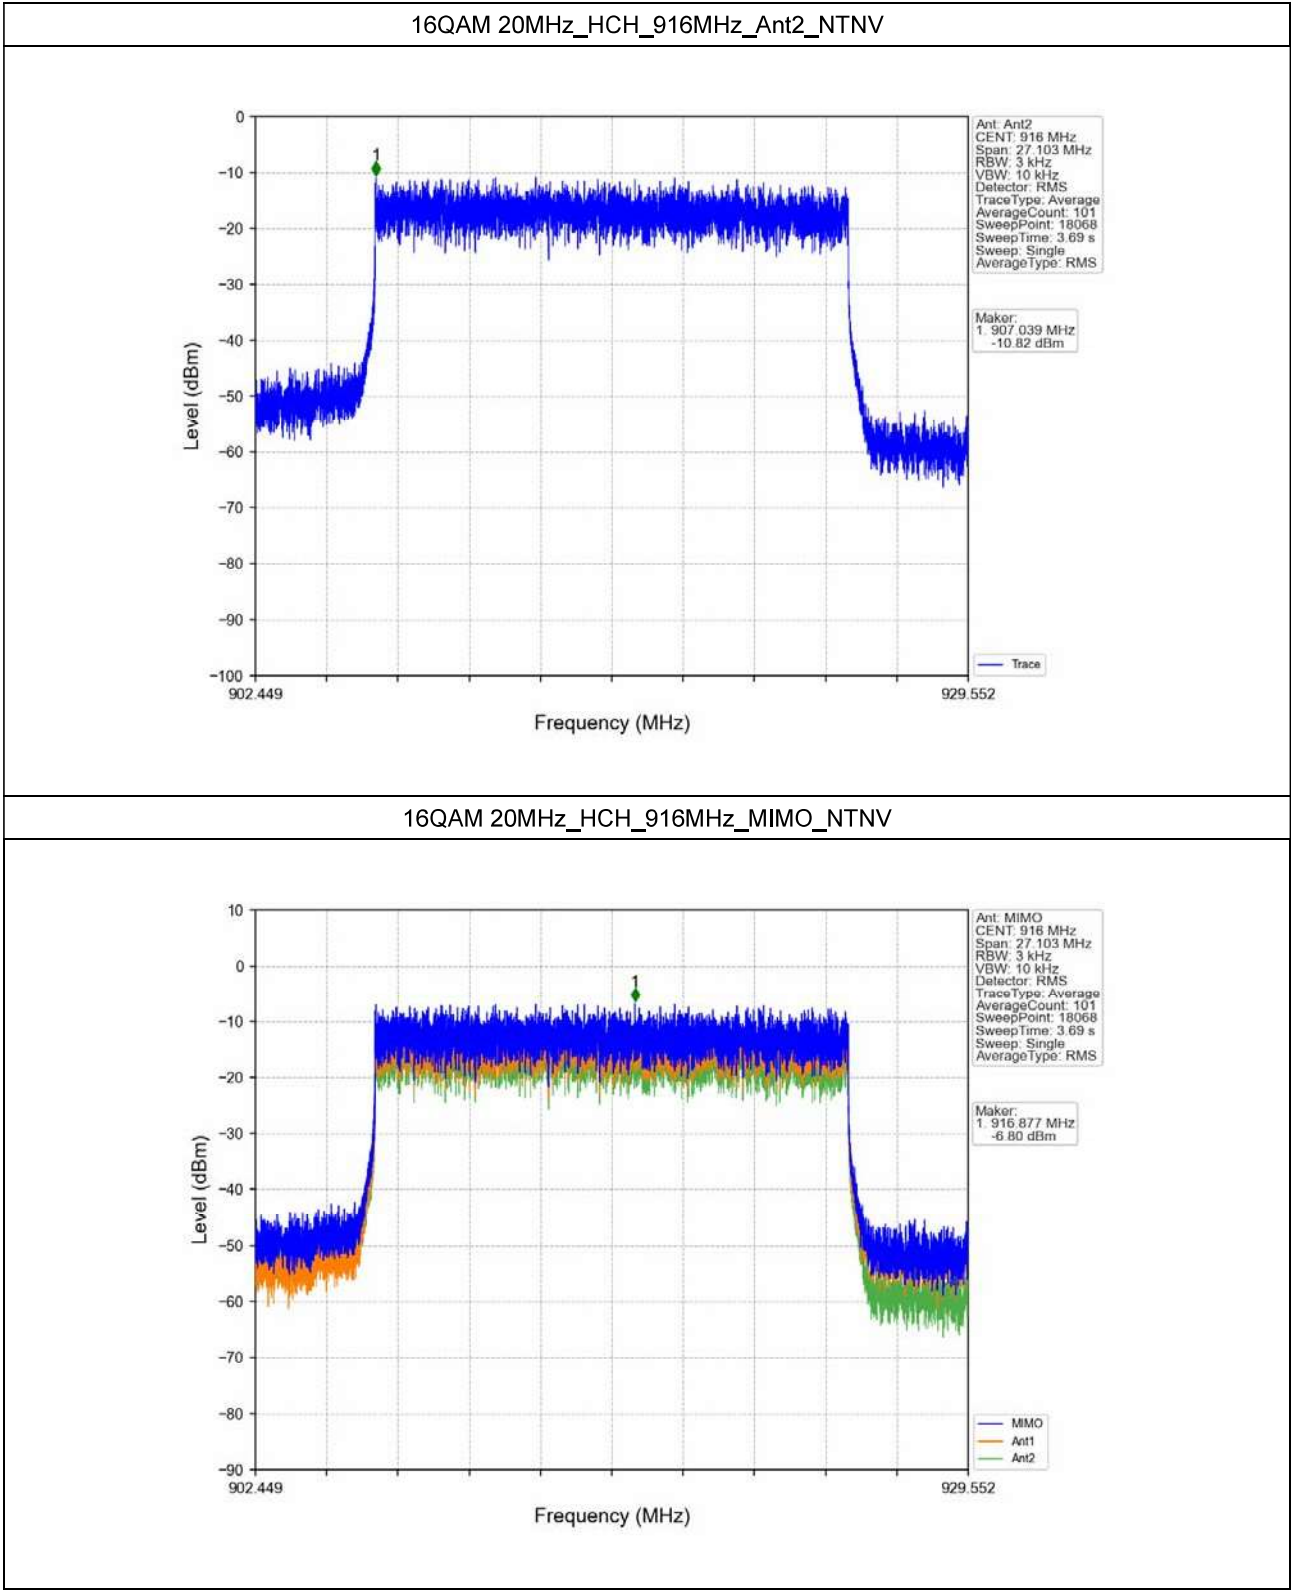 16QAM 20MHz_HCH_916MHz_Ant2_NTNV
0
−10
−20
−30
−40
−50
−60
−70
−80
−90
−100
Level (dBm)
1
902.449
929.552
Frequency (MHz)
Ant: Ant2
CENT: 916 MHz
Span: 27.103 MHz
RBW: 3 kHz
VBW: 10 kHz
Detector: RMS
TraceType: Average
AverageCount: 101
SweepPoint: 18068
SweepTime: 3.69 s
Sweep: Single
AverageType: RMS
Maker:
1. 907.039 MHz
-10.82 dBm
Trace
16QAM 20MHz_HCH_916MHz_MIMO_NTNV
10
0
−10
−20
−30
−40
−50
−60
−70
−80
−90
Level (dBm)
1
902.449
929.552
Frequency (MHz)
Ant: MIMO
CENT: 916 MHz
Span: 27.103 MHz
RBW: 3 kHz
VBW: 10 kHz
Detector: RMS
TraceType: Average
AverageCount: 101
SweepPoint: 18068
SweepTime: 3.69 s
Sweep: Single
AverageType: RMS
Maker:
1. 916.877 MHz
-6.80 dBm
MIMO
Ant1
Ant2